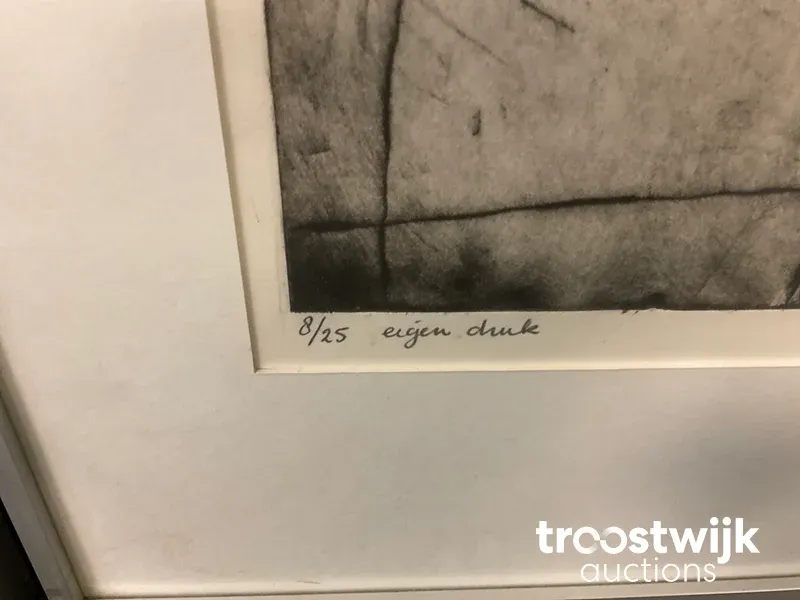 8/25 eigen druk
troostwijk
auctions